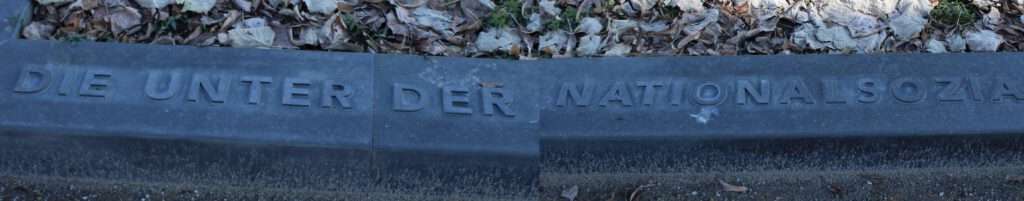 DIE UNTER DER NATIONALSOZIA